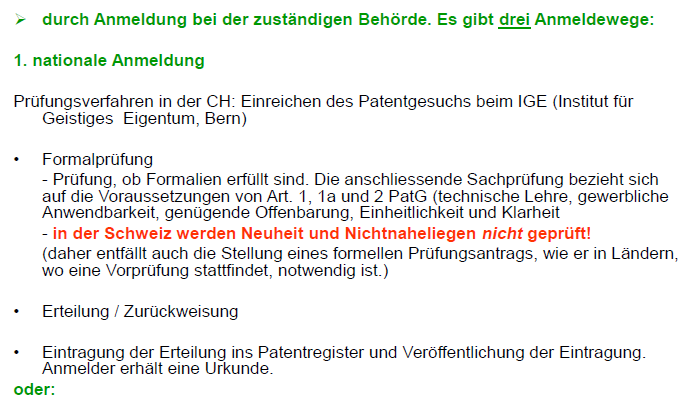 ➢ durch Anmeldung bei der zuständigen Behörde. Es gibt drei Anmeldewege:
1. nationale Anmeldung
Prüfungsverfahren in der CH: Einreichen des Patentgesuchs beim IGE (Institut für
Geistiges Eigentum, Bern)
• Formalprüfung
- Prüfung, ob Formalien erfüllt sind. Die anschliessende Sachprüfung bezieht sich
auf die Voraussetzungen von Art. 1, 1a und 2 PatG (technische Lehre, gewerbliche
Anwendbarkeit, genügende Offenbarung, Einheitlichkeit und Klarheit
- in der Schweiz werden Neuheit und Nichtnaheliegen nicht geprüft!
(daher entfällt auch die Stellung eines formellen Prüfungsantrags, wie er in Ländern,
wo eine Vorprüfung stattfindet, notwendig ist.)
• Erteilung / Zurückweisung
• Eintragung der Erteilung ins Patentregister und Veröffentlichung der Eintragung.
Anmelder erhält eine Urkunde.
oder: